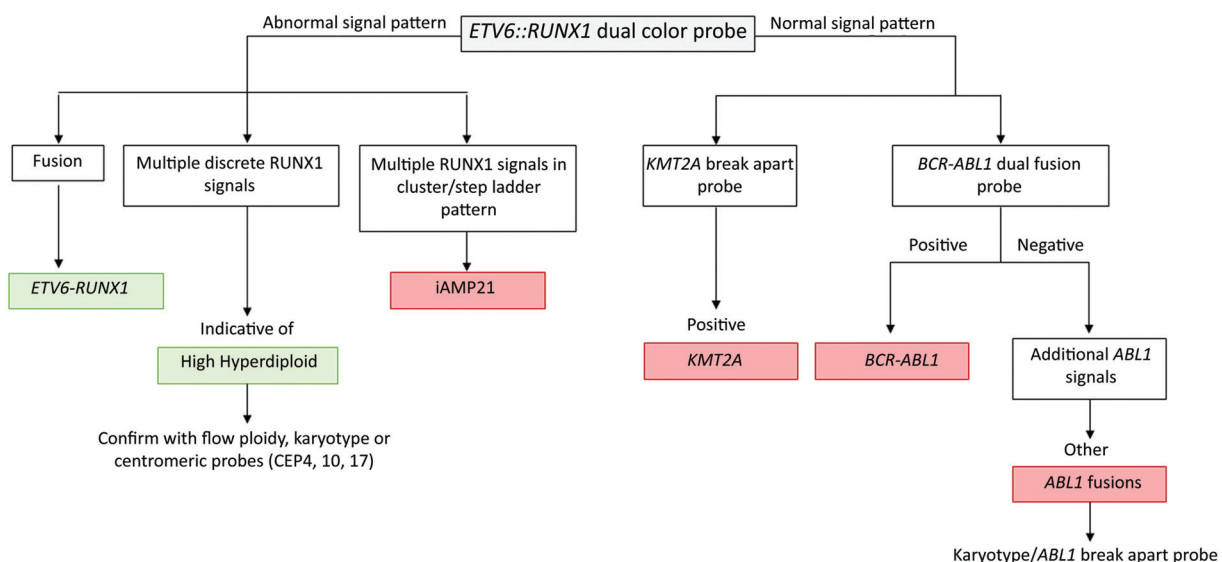 Abnormal signal pattern
ETV6::RUNX1 dual color probe
Normal signal pattern
Fusion
Multiple discrete RUNX1
signals
Multiple RUNX1 signals in
cluster/step ladder
pattern
KMT2A break apart
probe
BCR-ABL1 dual fusion
probe
Positive
Negative
ETV6-RUNX1
iAMP21
Indicative of
High Hyperdiploid
Confirm with flow ploidy, karyotype or
centromeric probes (CEP4, 10, 17)
Positive
KMT2A
BCR-ABL1
Additional ABL1
signals
Other
ABL1 fusions
Karyotype/ABL1 break apart probe